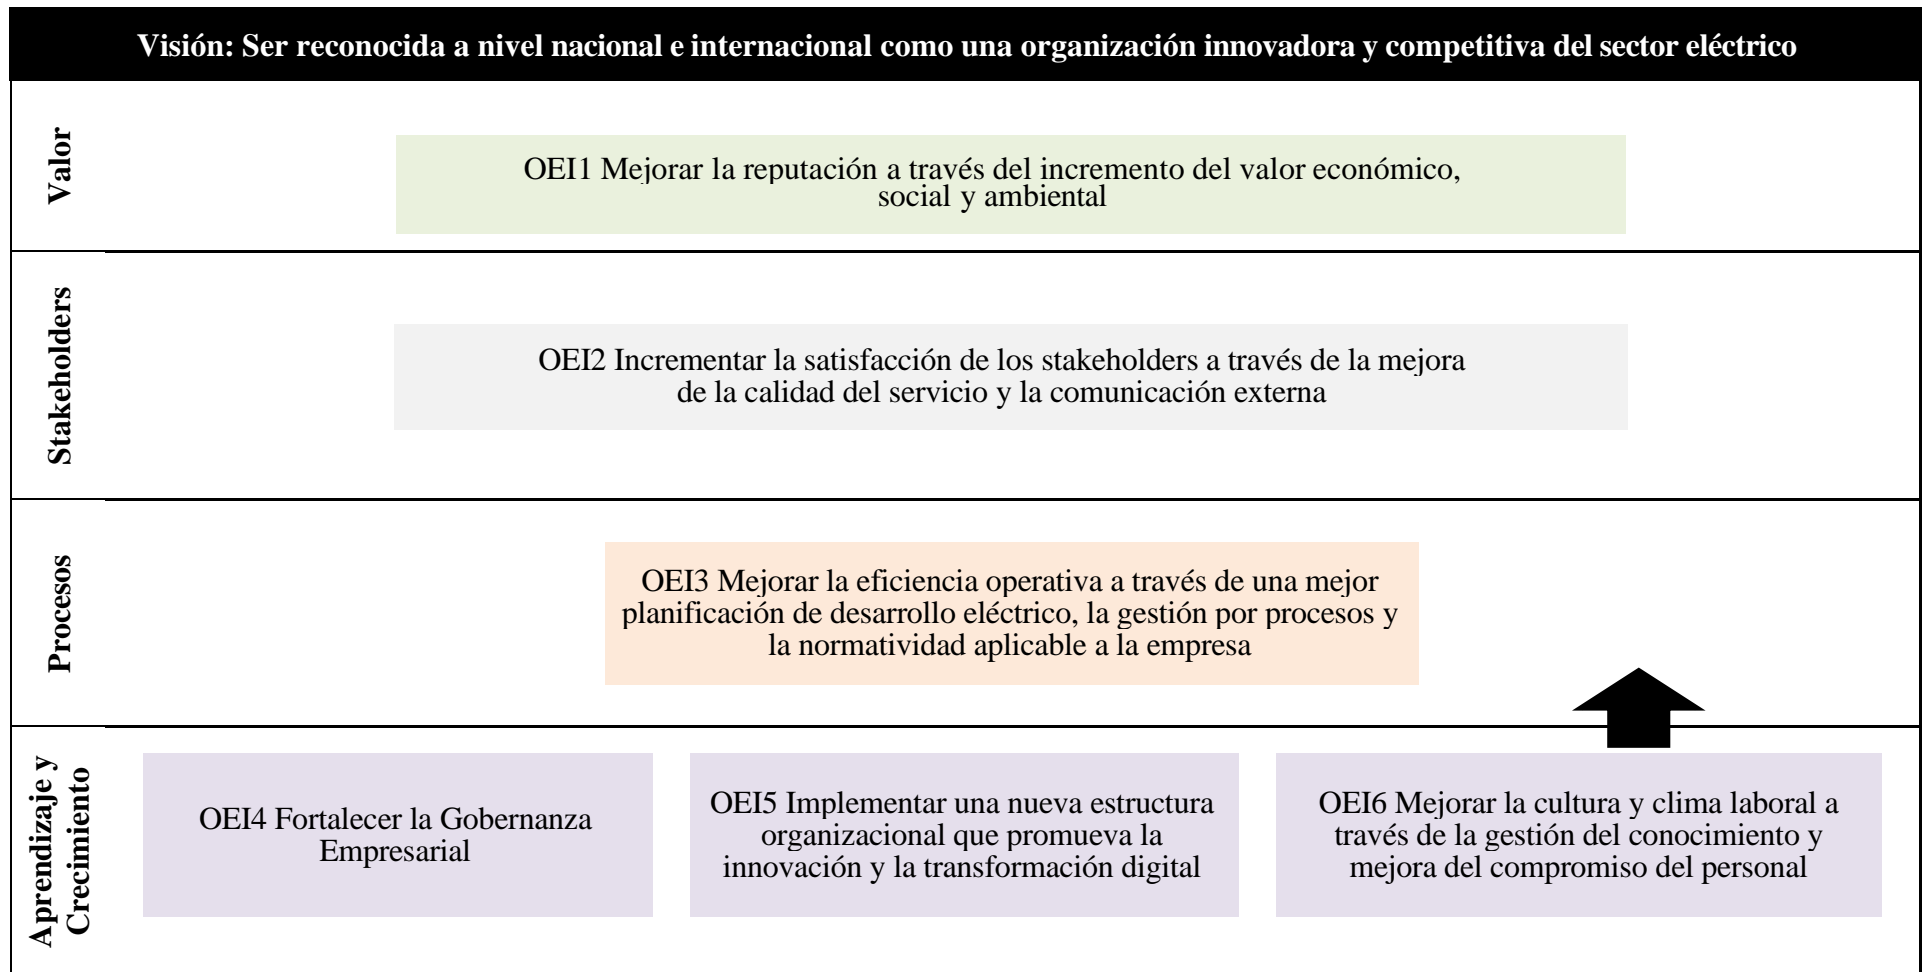 Visión: Ser reconocida a nivel nacional e internacional como una organización innovadora y competitiva del sector eléctrico
Valor
OEI1 Mejorar la reputación a través del incremento del valor económico,
social y ambiental
Stakeholders
OEI2 Incrementar la satisfacción de los stakeholders a través de la mejora
de la calidad del servicio y la comunicación externa
Procesos
OEI3 Mejorar la eficiencia operativa a través de una mejor
planificación de desarrollo eléctrico, la gestión por procesos y
la normatividad aplicable a la empresa
Aprendizaje y
Crecimiento
OEI4 Fortalecer la Gobernanza
Empresarial
OEI5 Implementar una nueva estructura
organizacional que promueva la
innovación y la transformación digital
OEI6 Mejorar la cultura y clima laboral a
través de la gestión del conocimiento y
mejora del compromiso del personal